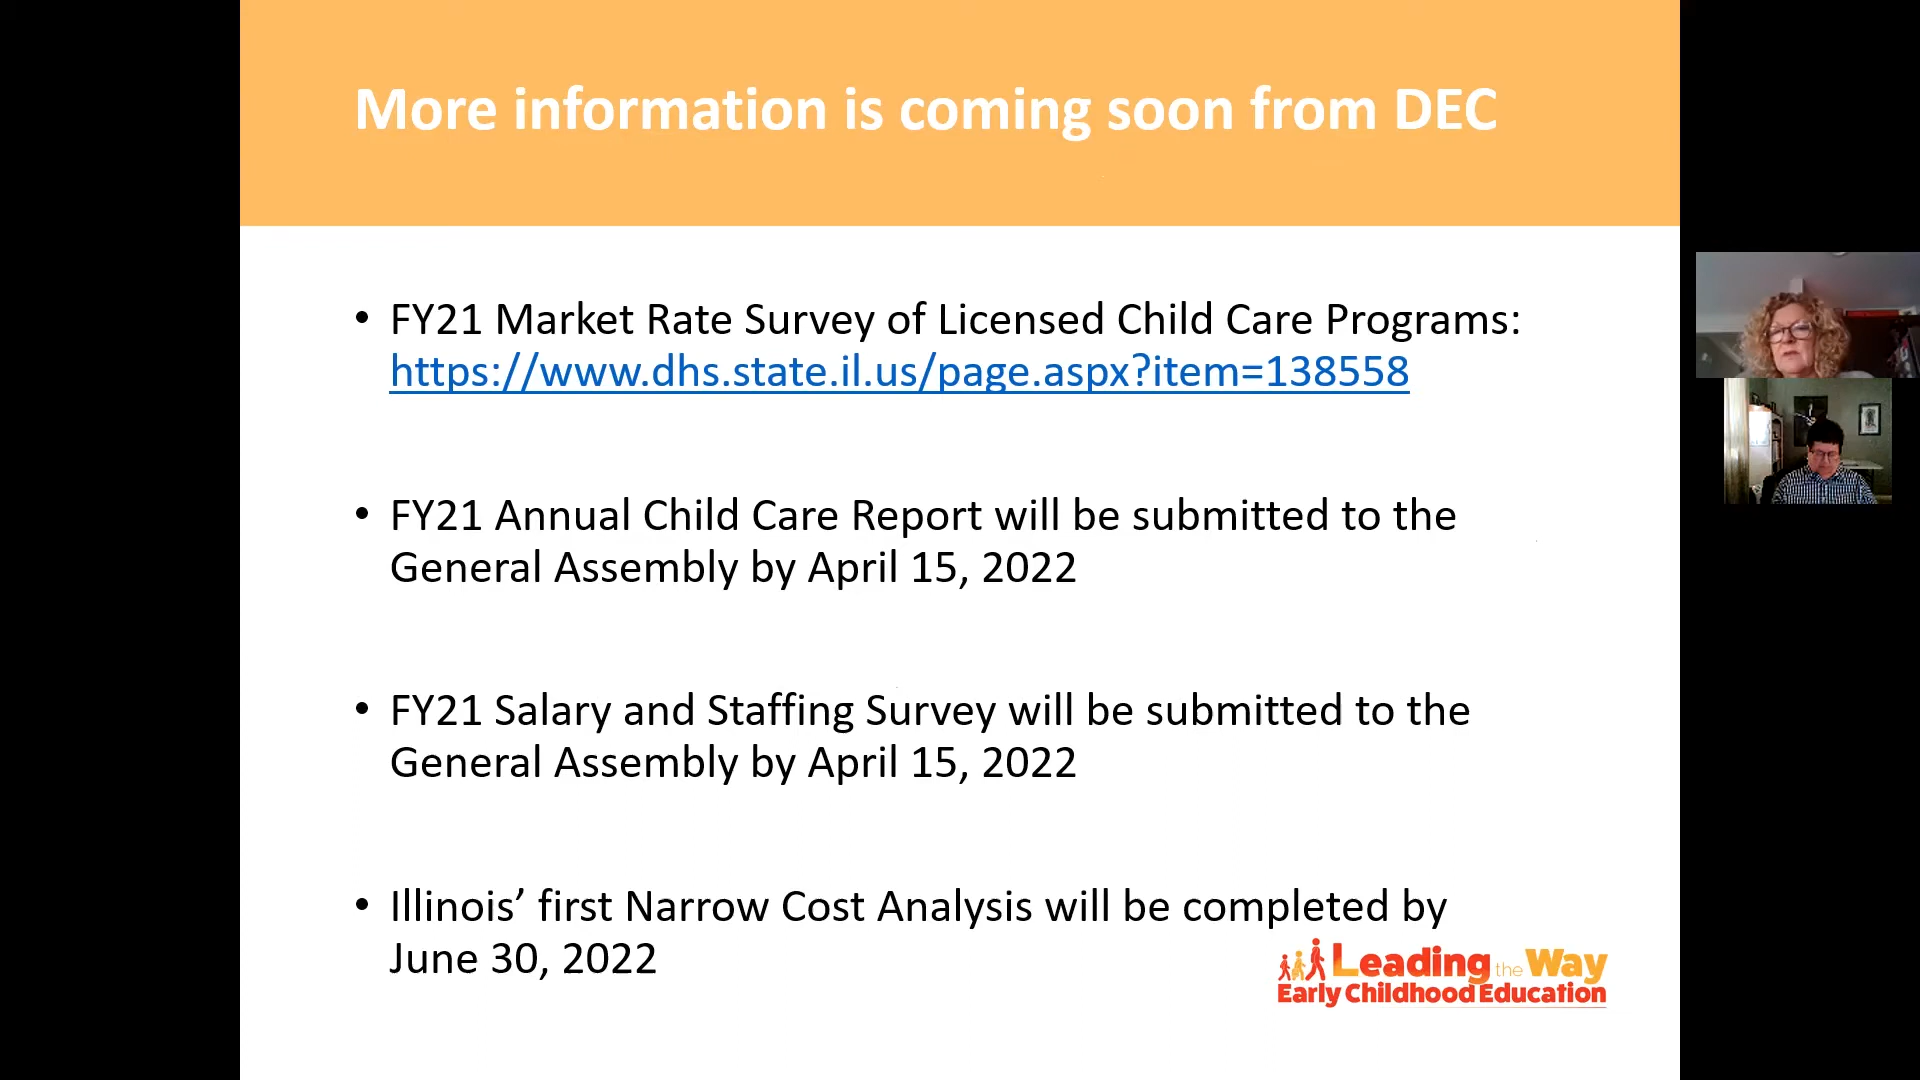 More information is coming soon from DEC
• FY21 Market Rate Survey of Licensed Child Care Programs:
https://www.dhs.state.il.us/page.aspx?item=138558
• FY21 Annual Child Care Report will be submitted to the
General Assembly by April 15, 2022
• FY21 Salary and Staffing Survey will be submitted to the
General Assembly by April 15, 2022
• Illinois’ first Narrow Cost Analysis will be completed by
June 30, 2022
Leading the Way
Early Childhood Education